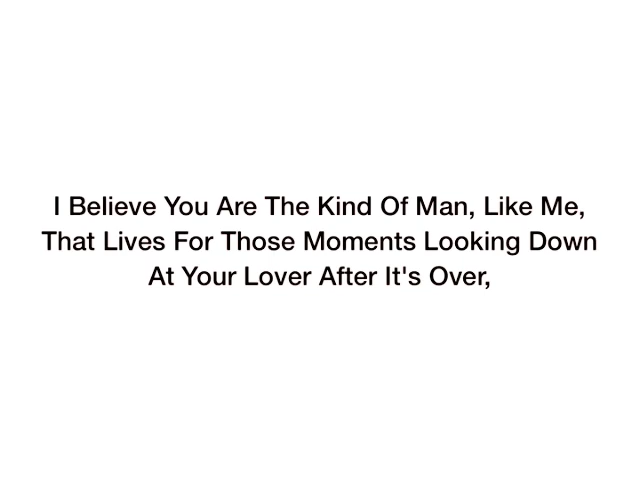 I Believe You Are The Kind Of Man, Like Me,
That Lives For Those Moments Looking Down
At Your Lover After It's Over,